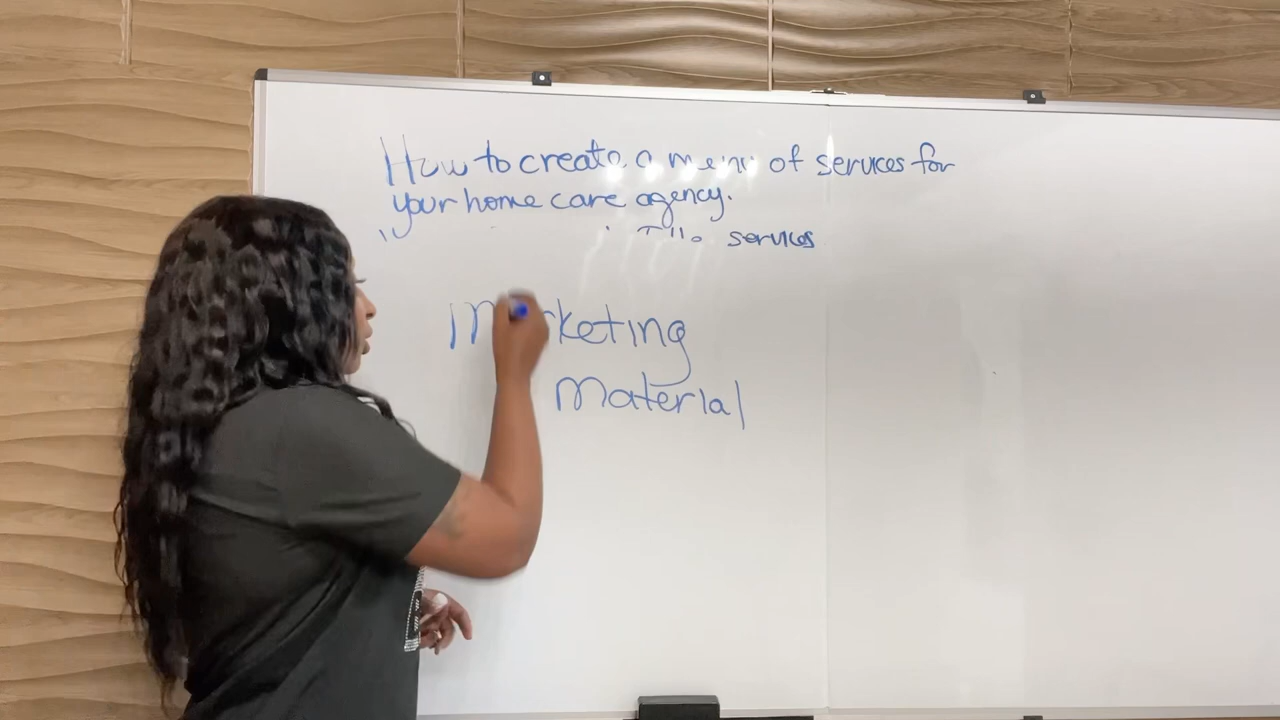 How to create a menu of services for
your home care agency.
services
Marketing
Material